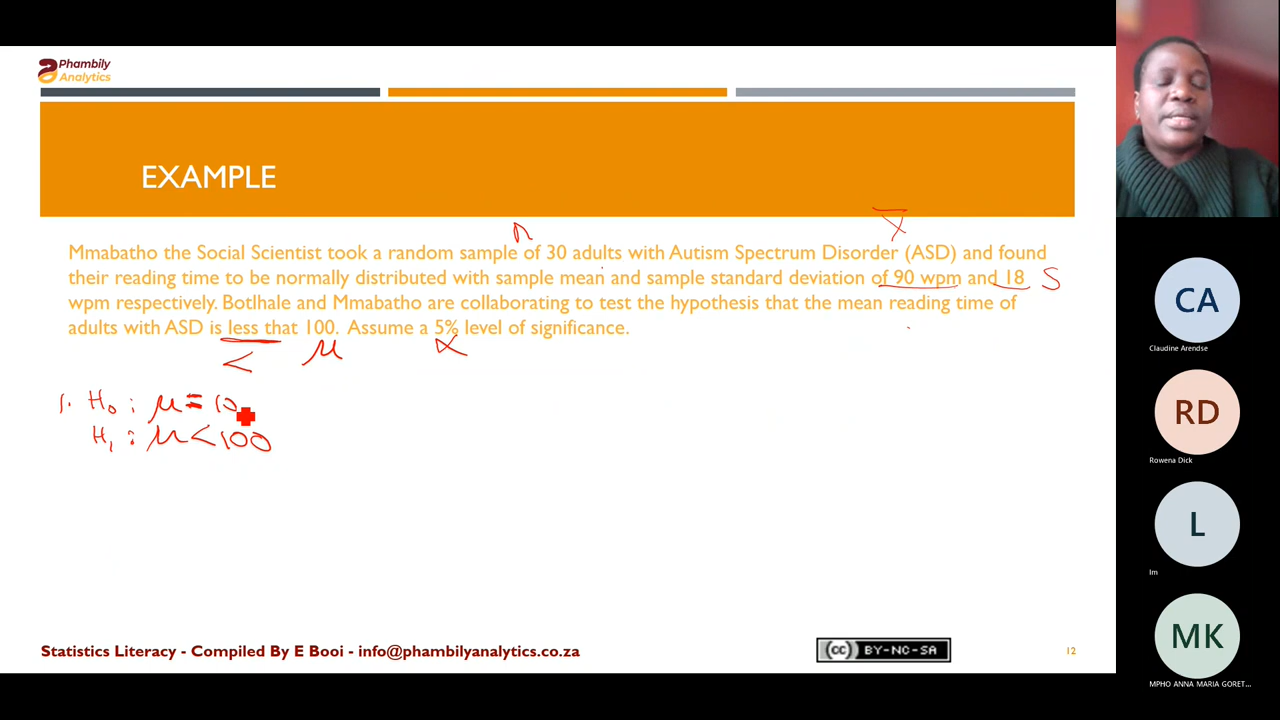 Phambily
Analytics
EXAMPLE
n
X̄
Mmabatho the Social Scientist took a random sample of 30 adults with Autism Spectrum Disorder (ASD) and found
their reading time to be normally distributed with sample mean and sample standard deviation of 90 wpm and 18 S
wpm respectively. Botlhale and Mmabatho are collaborating to test the hypothesis that the mean reading time of
adults with ASD is less that 100. Assume a 5% level of significance.
< μ α
1. H₀ : μ = 10
H₁ : μ < 100
Statistics Literacy - Compiled By E Booi - info@phambilyanalytics.co.za
cc BY-NC-SA
12
CA
Claudine Arendse
RD
Rowena Dick
L
lm
MK
MPHO ANNA MARIA GORET...